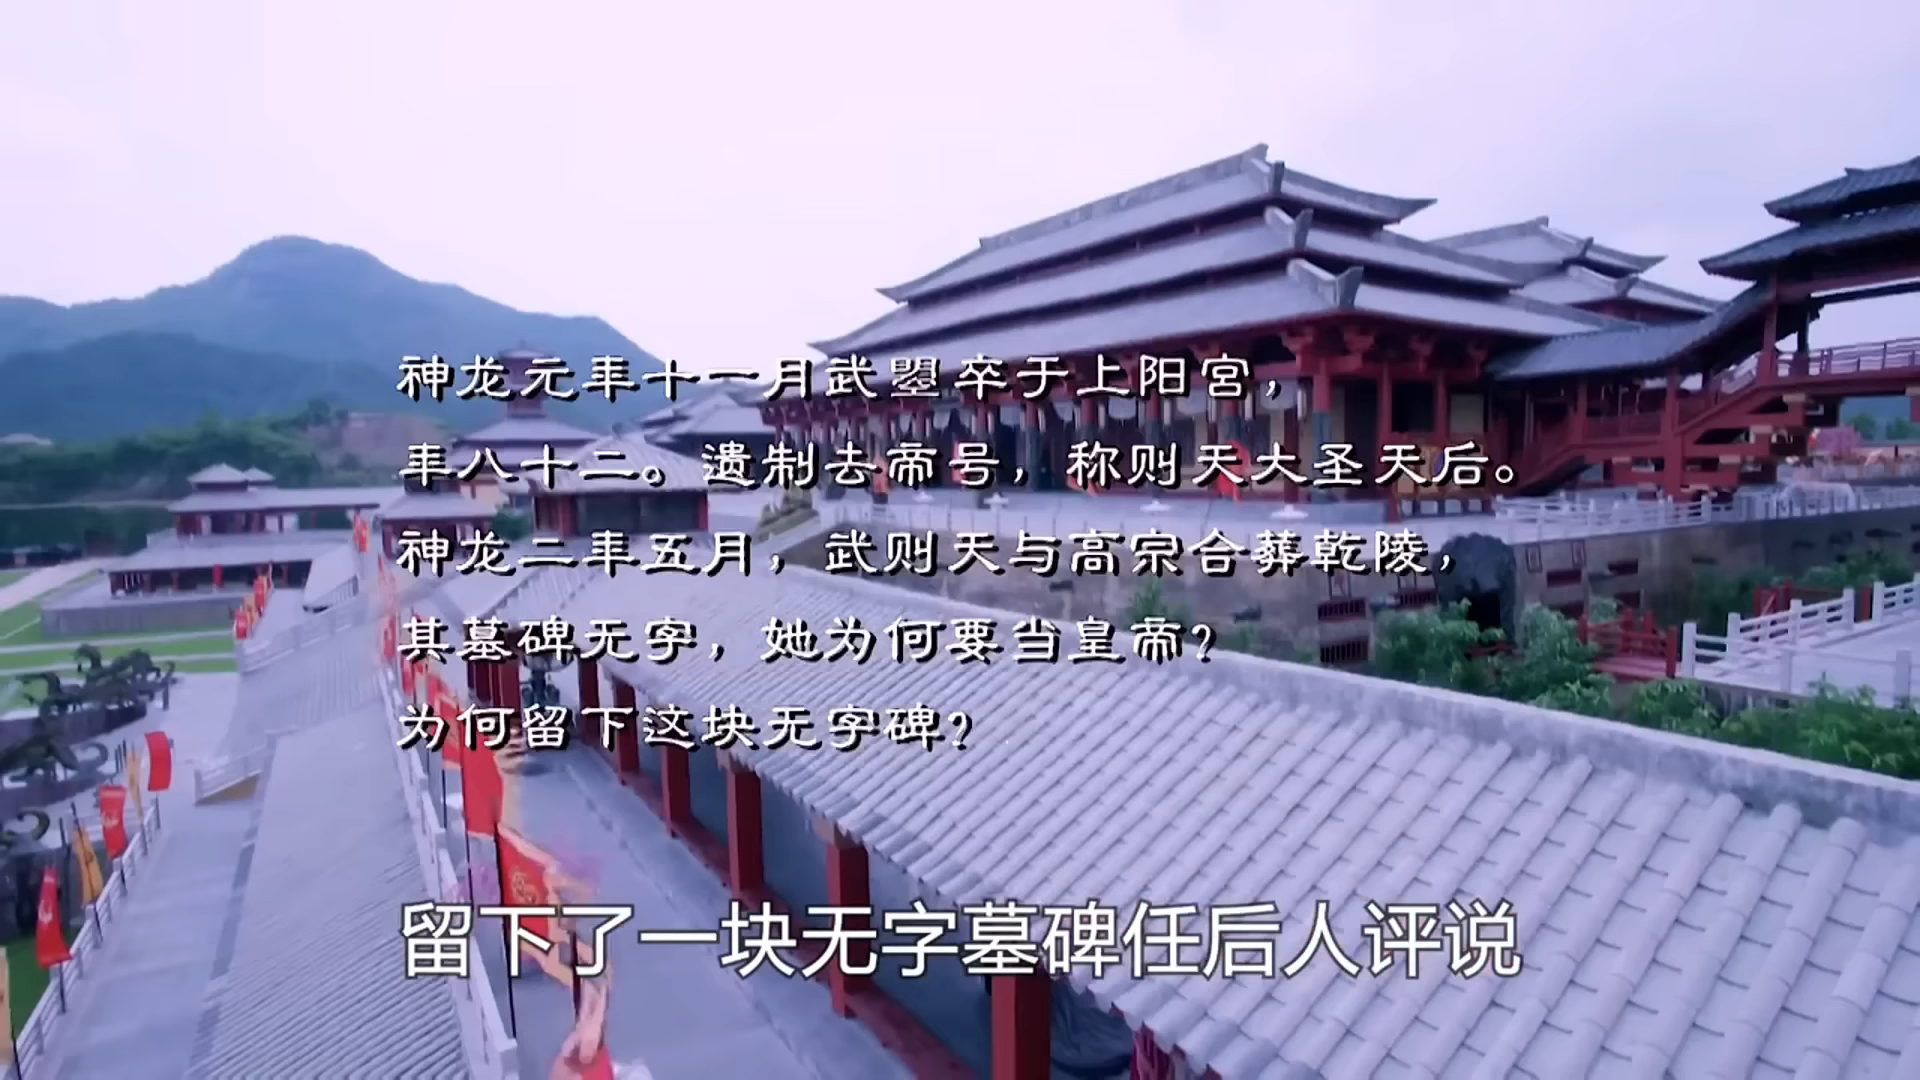 神龙元年十一月武曌卒于上阳宫，
年八十二。遗制去帝号，称则天大圣天后。
神龙二年五月，武则天与高宗合葬乾陵，
其墓碑无字，她为何要当皇帝？
为何留下这块无字碑？
留下了一块无字墓碑任后人评说